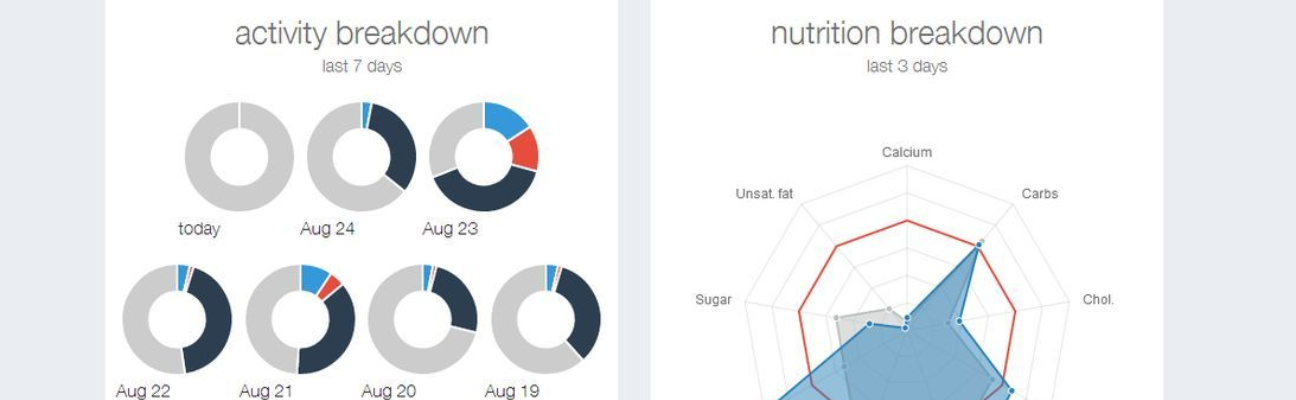 activity breakdown
last 7 days
today
Aug 24
Aug 23
Aug 22
Aug 21
Aug 20
Aug 19
nutrition breakdown
last 3 days
Calcium
Unsat. fat
Carbs
Sugar
Chol.